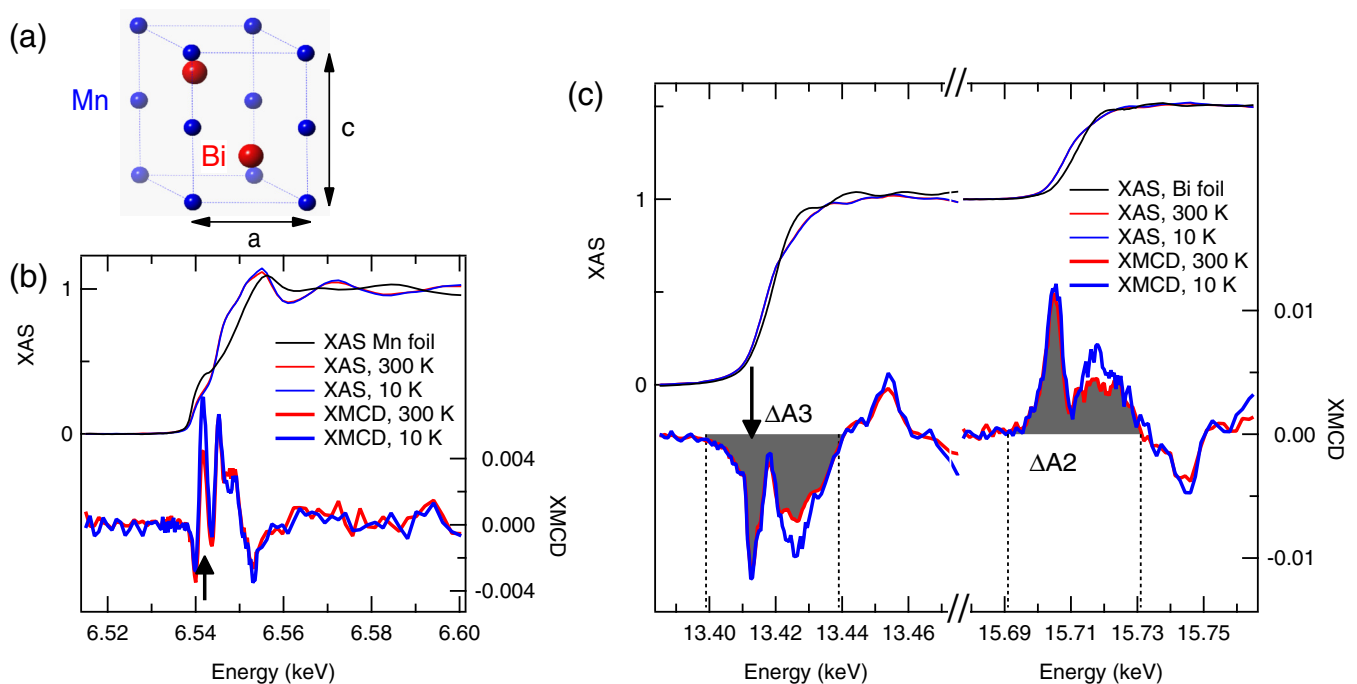 (a)
Mn
Bi
c
a
(b)
XAS
1
0
XAS Mn foil
XAS, 300 K
XAS, 10 K
XMCD, 300 K
XMCD, 10 K
0.004
0.000
-0.004
XMCD
6.52 6.54 6.56 6.58 6.60
Energy (keV)
(c)
XAS
1
0
XAS, Bi foil
XAS, 300 K
XAS, 10 K
XMCD, 300 K
XMCD, 10 K
ΔA3
ΔA2
0.01
0.00
-0.01
XMCD
13.40 13.42 13.44 13.46 15.69 15.71 15.73 15.75
Energy (keV) Energy (keV)